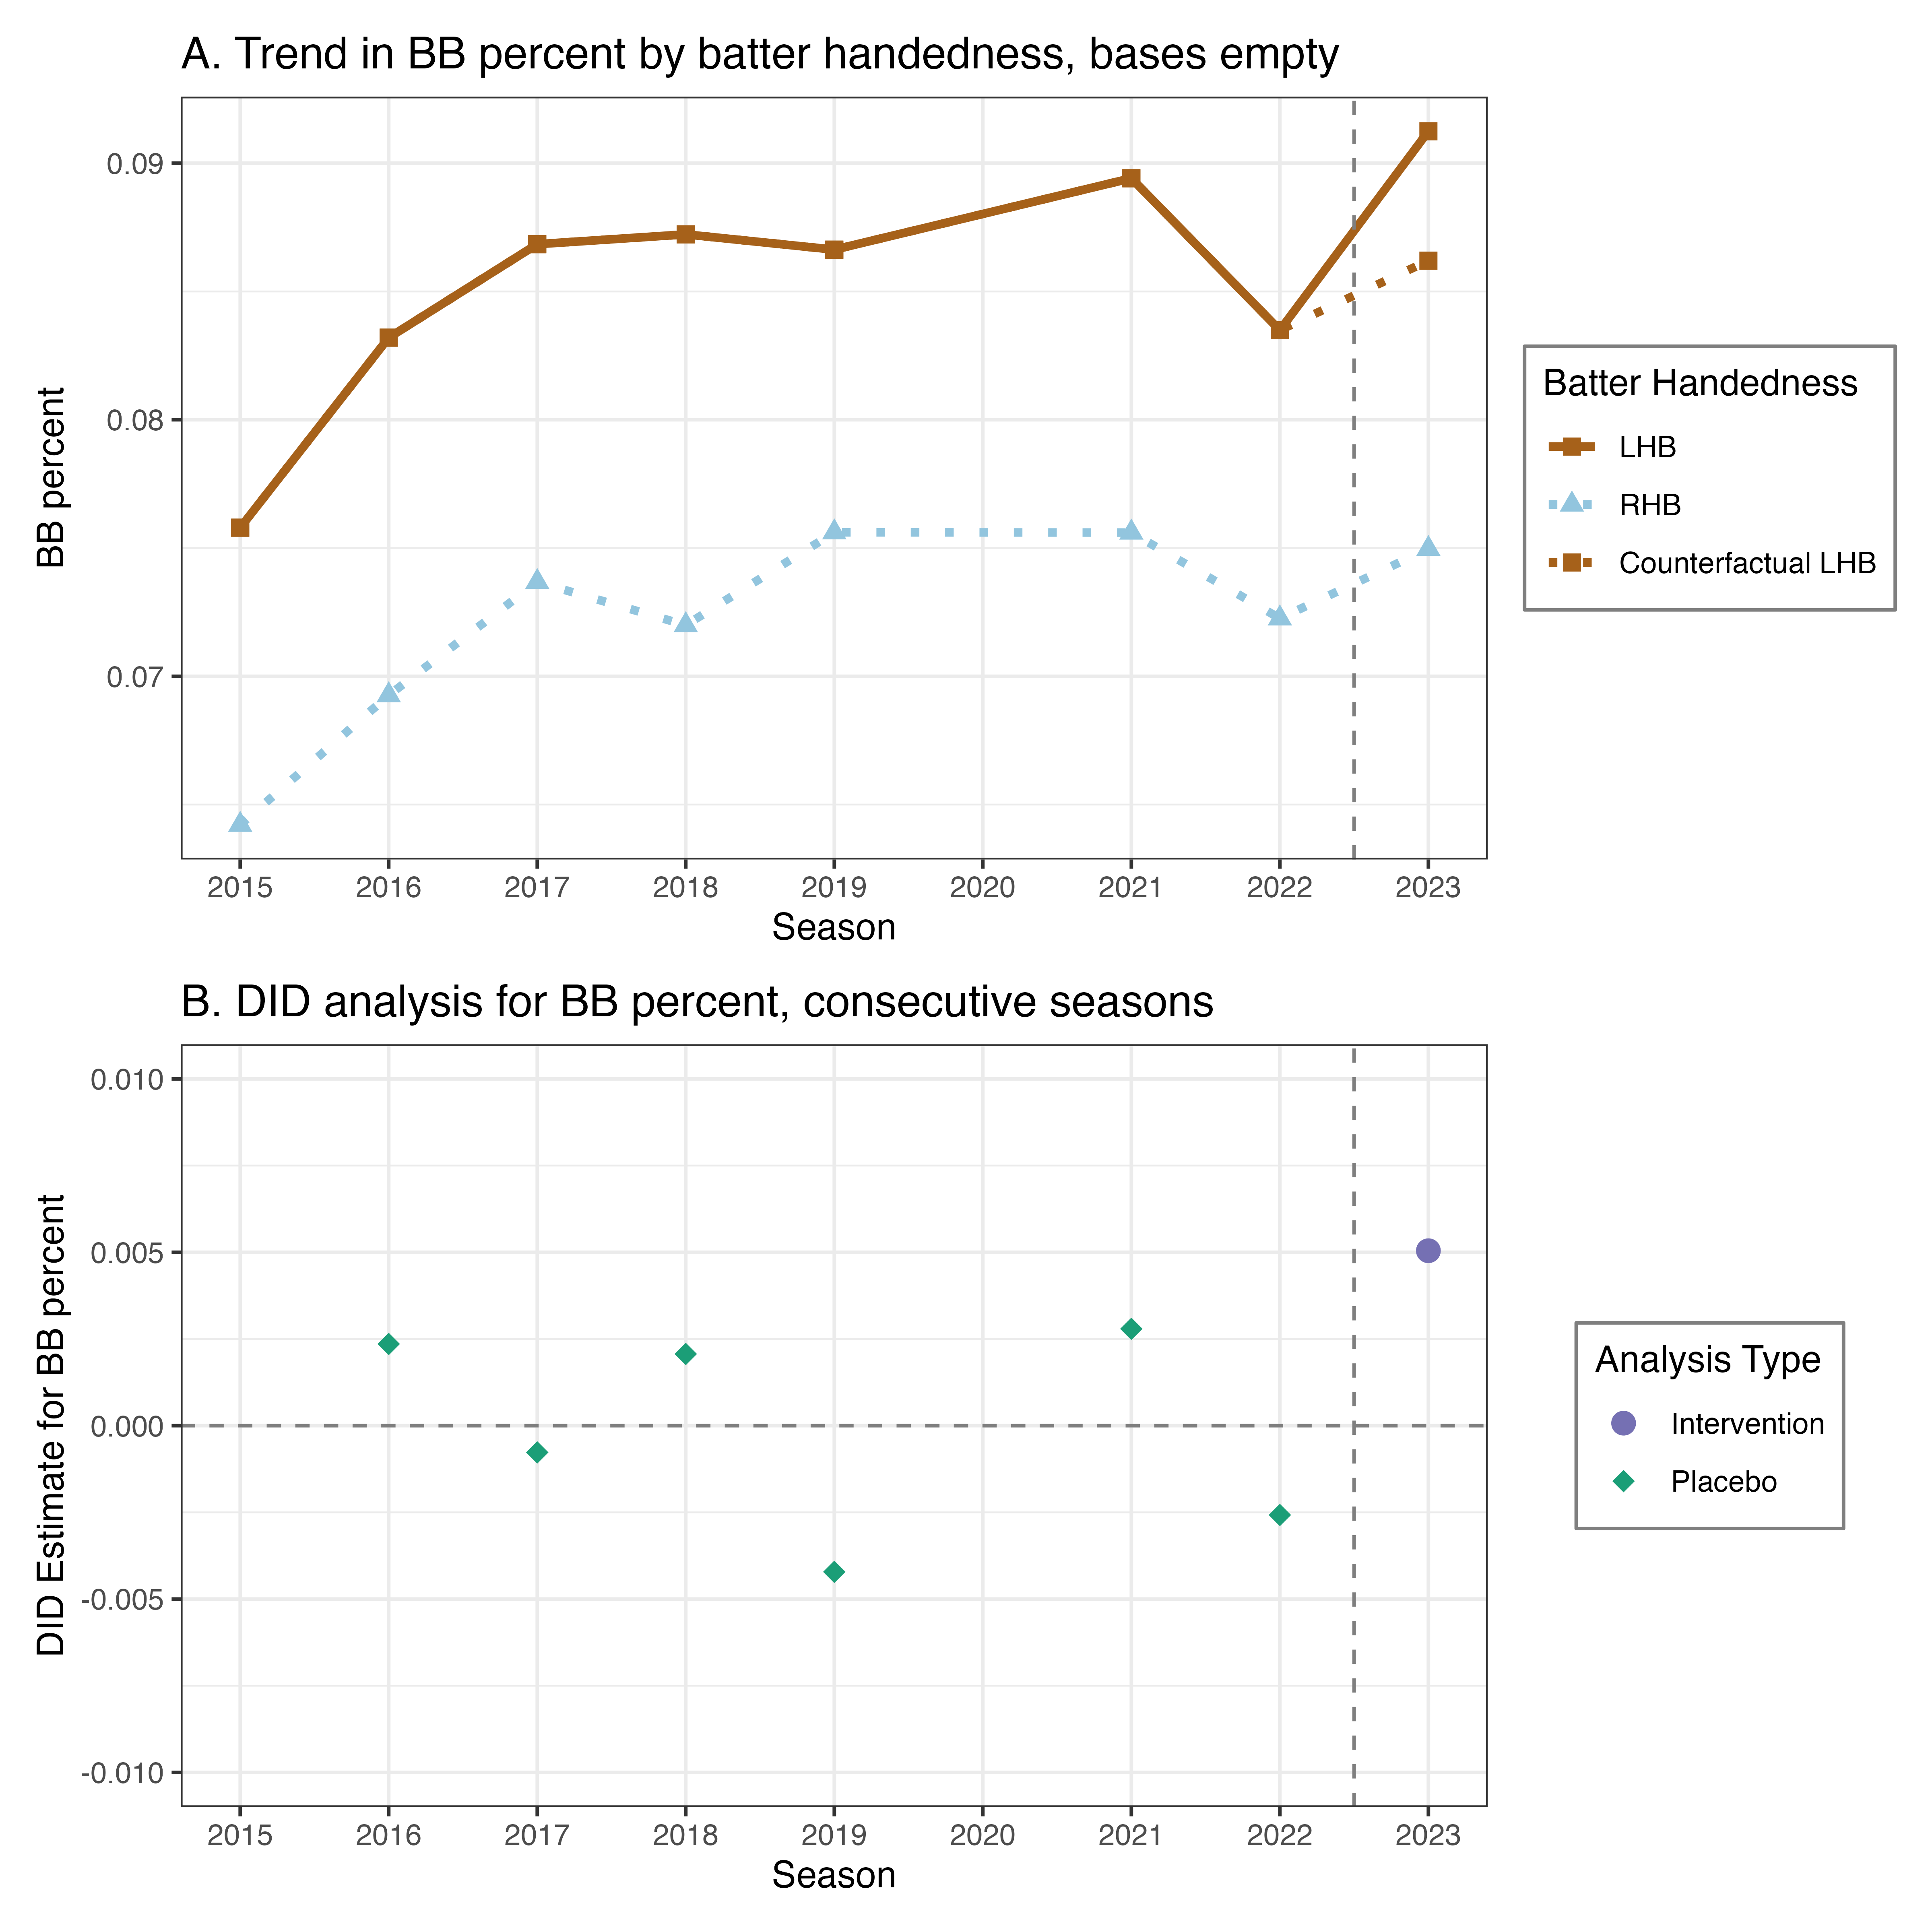 A. Trend in BB percent by batter handedness, bases empty
BB percent
0.09
0.08
0.07
2015 2016 2017 2018 2019 2020 2021 2022 2023
Season
Batter Handedness
LHB
RHB
Counterfactual LHB
B. DID analysis for BB percent, consecutive seasons
DID Estimate for BB percent
0.010
0.005
0.000
-0.005
-0.010
2015 2016 2017 2018 2019 2020 2021 2022 2023
Season
Analysis Type
Intervention
Placebo